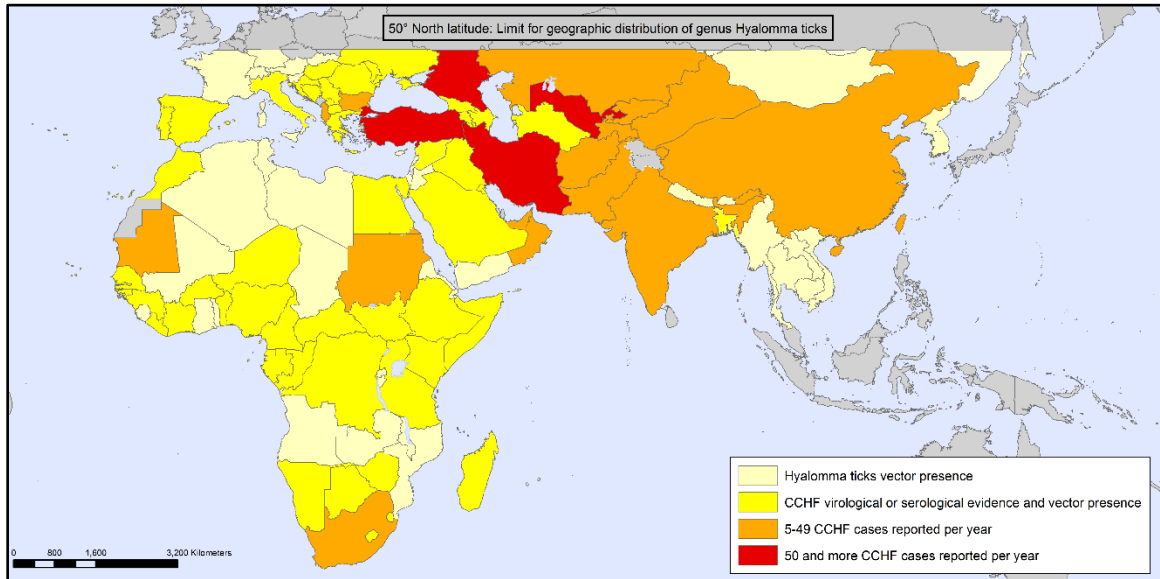 50° North latitude: Limit for geographic distribution of genus Hyalomma ticks
Hyalomma ticks vector presence
CCHF virological or serological evidence and vector presence
5-49 CCHF cases reported per year
50 and more CCHF cases reported per year
0 800 1,600 3,200 Kilometers